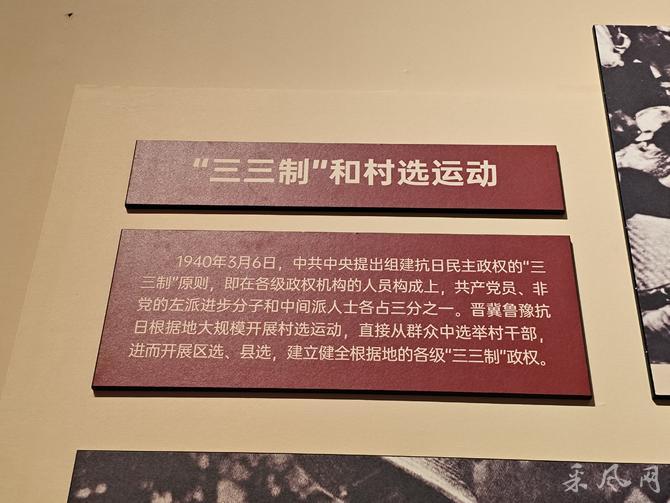 “三三制”和村选运动
1940年3月6日，中共中央提出组建抗日民主政权的“三
三制”原则，即在各级政权机构的人员构成上，共产党员、非
党的左派进步分子和中间派人士各占三分之一。晋冀鲁豫抗
日根据地大规模开展村选运动，直接从群众中选举村干部，
进而开展区选、县选，建立健全根据地的各级“三三制”政权。
采风网